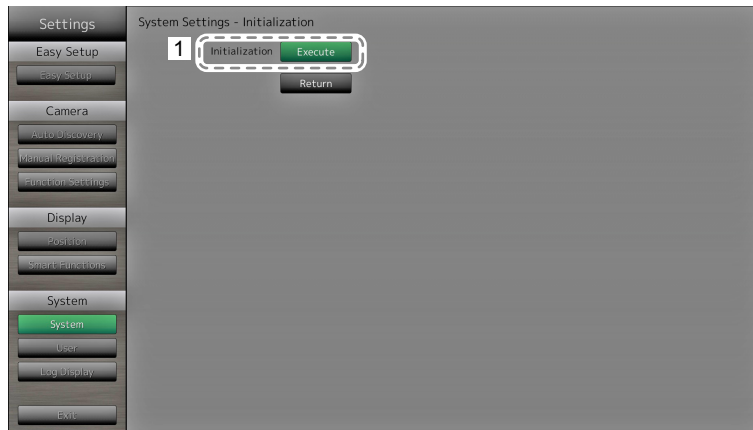 Settings
Easy Setup
Easy Setup
Camera
Auto Discovery
Manual Registration
Function Settings
Display
Position
Smart Functions
System
System
User
Log Display
Exit
System Settings - Initialization
1
Initialization Execute
Return